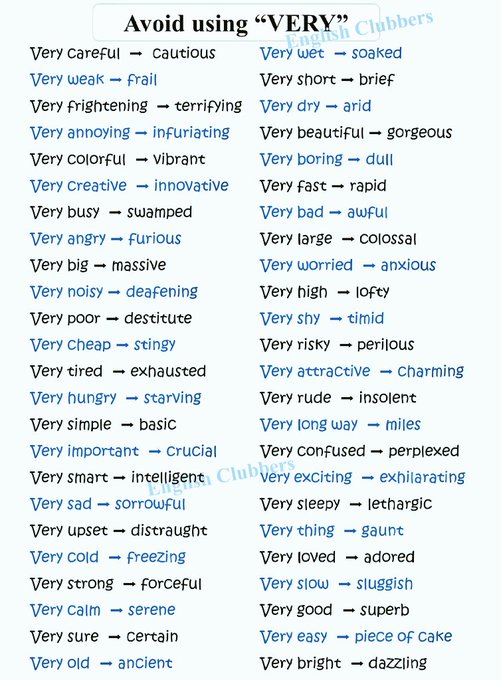 Avoid using “VERY”
English Clubbers
Very careful → cautious
Very weak → frail
Very frightening → terrifying
Very annoying → infuriating
Very colorful → vibrant
Very creative → innovative
Very busy → swamped
Very angry → furious
Very big → massive
Very noisy → deafening
Very poor → destitute
Very cheap → stingy
Very tired → exhausted
Very hungry → starving
Very simple → basic
Very important → crucial
Very smart → intelligent
Very sad → sorrowful
Very upset → distraught
Very cold → freezing
Very strong → forceful
Very calm → serene
Very sure → certain
Very old → ancient
Very wet → soaked
Very short → brief
Very dry → arid
Very beautiful → gorgeous
Very boring → dull
Very fast → rapid
Very bad → awful
Very large → colossal
Very worried → anxious
Very high → lofty
Very shy → timid
Very risky → perilous
Very attractive → charming
Very rude → insolent
Very long way → miles
Very confused → perplexed
Very exciting → exhilarating
Very sleepy → lethargic
Very thing → gaunt
Very loved → adored
Very slow → sluggish
Very good → superb
Very easy → piece of cake
Very bright → dazzling
English Clubbers